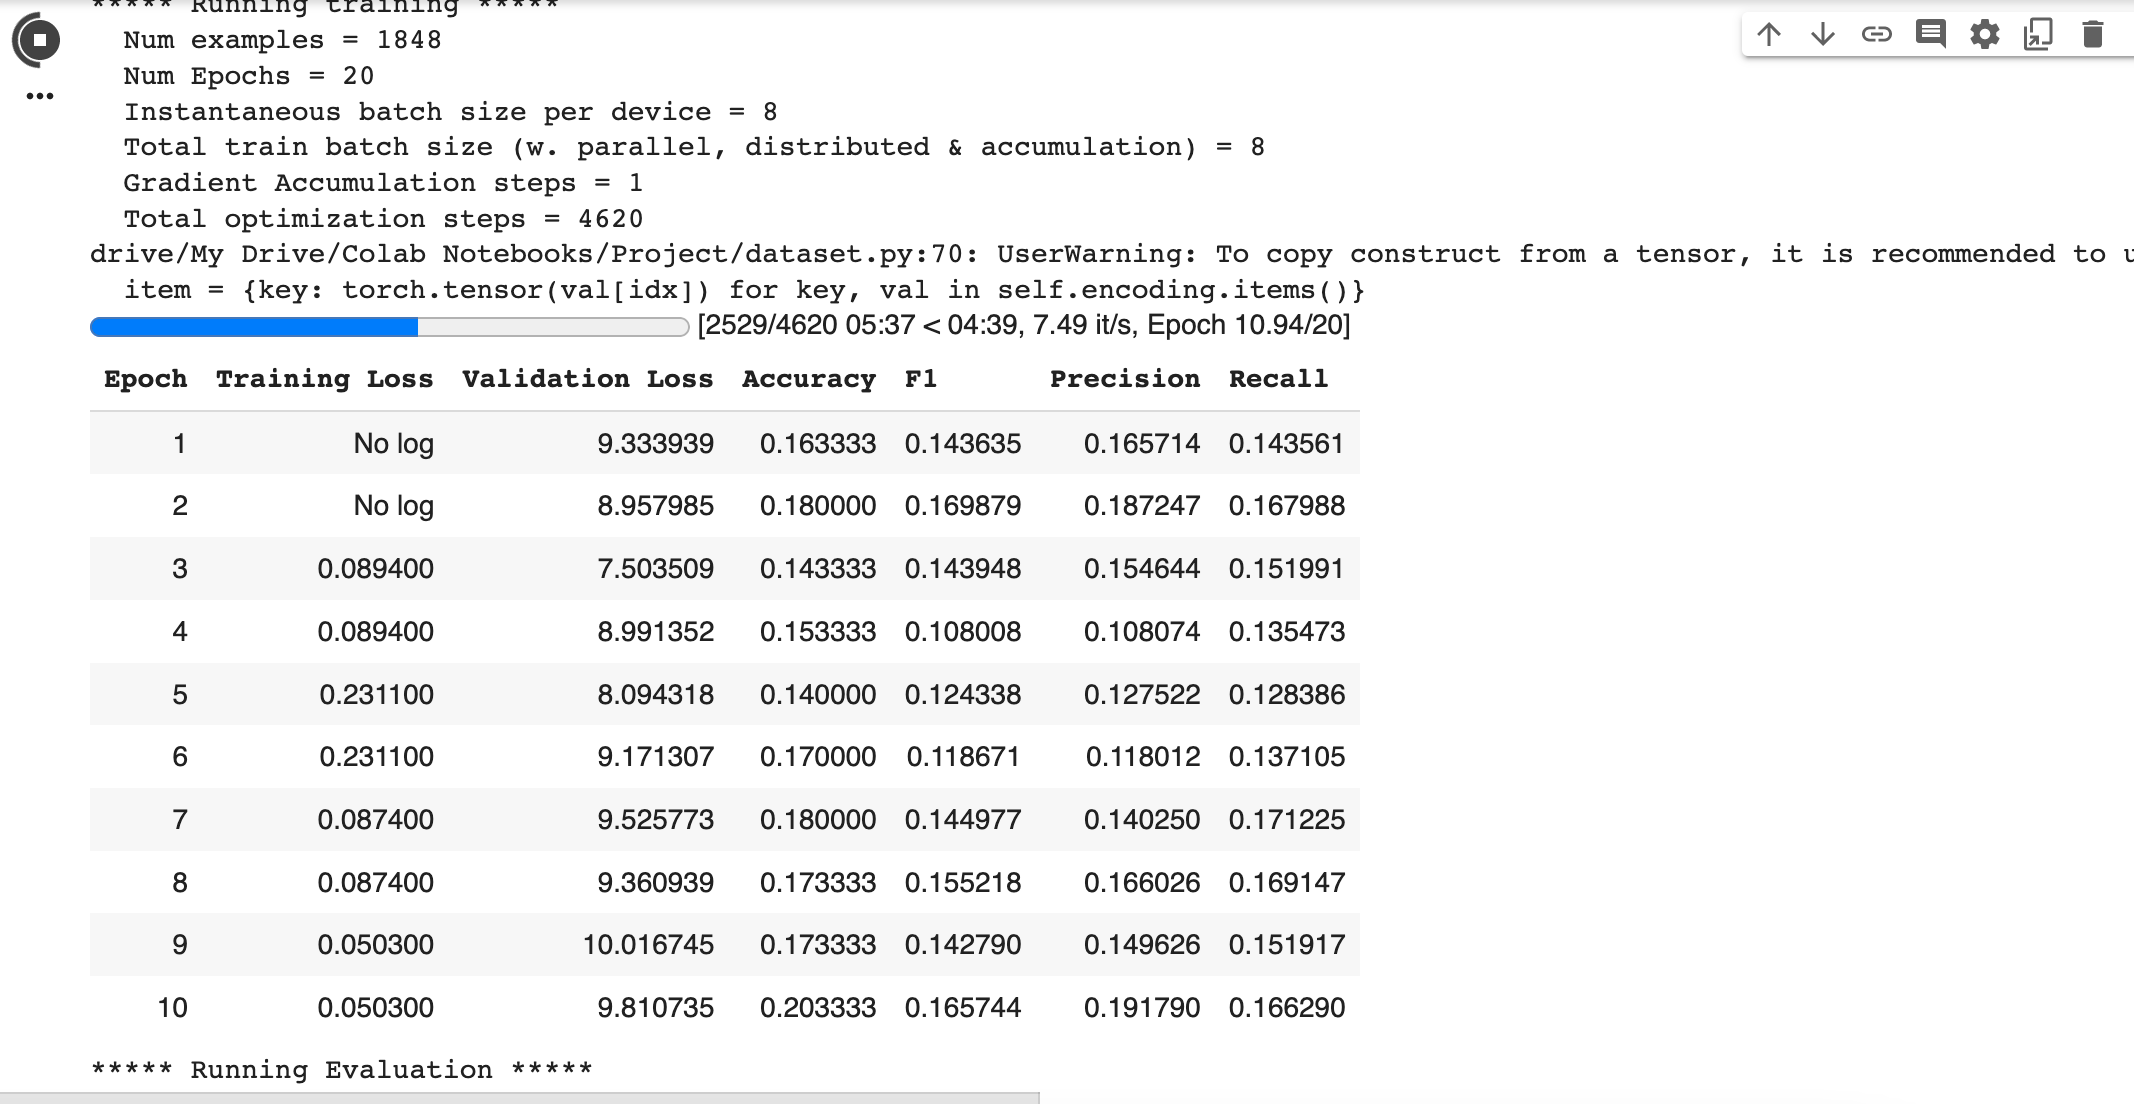 ***** Running training *****
Num examples = 1848
Num Epochs = 20
Instantaneous batch size per device = 8
Total train batch size (w. parallel, distributed & accumulation) = 8
Gradient Accumulation steps = 1
Total optimization steps = 4620
drive/My Drive/Colab Notebooks/Project/dataset.py:70: UserWarning: To copy construct from a tensor, it is recommended to
item = {key: torch.tensor(val[idx]) for key, val in self.encoding.items()}
[2529/4620 05:37 < 04:39, 7.49 it/s, Epoch 10.94/20]
Epoch Training Loss Validation Loss Accuracy F1 Precision Recall
1 No log 9.333939 0.163333 0.143635 0.165714 0.143561
2 No log 8.957985 0.180000 0.169879 0.187247 0.167988
3 0.089400 7.503509 0.143333 0.143948 0.154644 0.151991
4 0.089400 8.991352 0.153333 0.108008 0.108074 0.135473
5 0.231100 8.094318 0.140000 0.124338 0.127522 0.128386
6 0.231100 9.171307 0.170000 0.118671 0.118012 0.137105
7 0.087400 9.525773 0.180000 0.144977 0.140250 0.171225
8 0.087400 9.360939 0.173333 0.155218 0.166026 0.169147
9 0.050300 10.016745 0.173333 0.142790 0.149626 0.151917
10 0.050300 9.810735 0.203333 0.165744 0.191790 0.166290
***** Running Evaluation *****